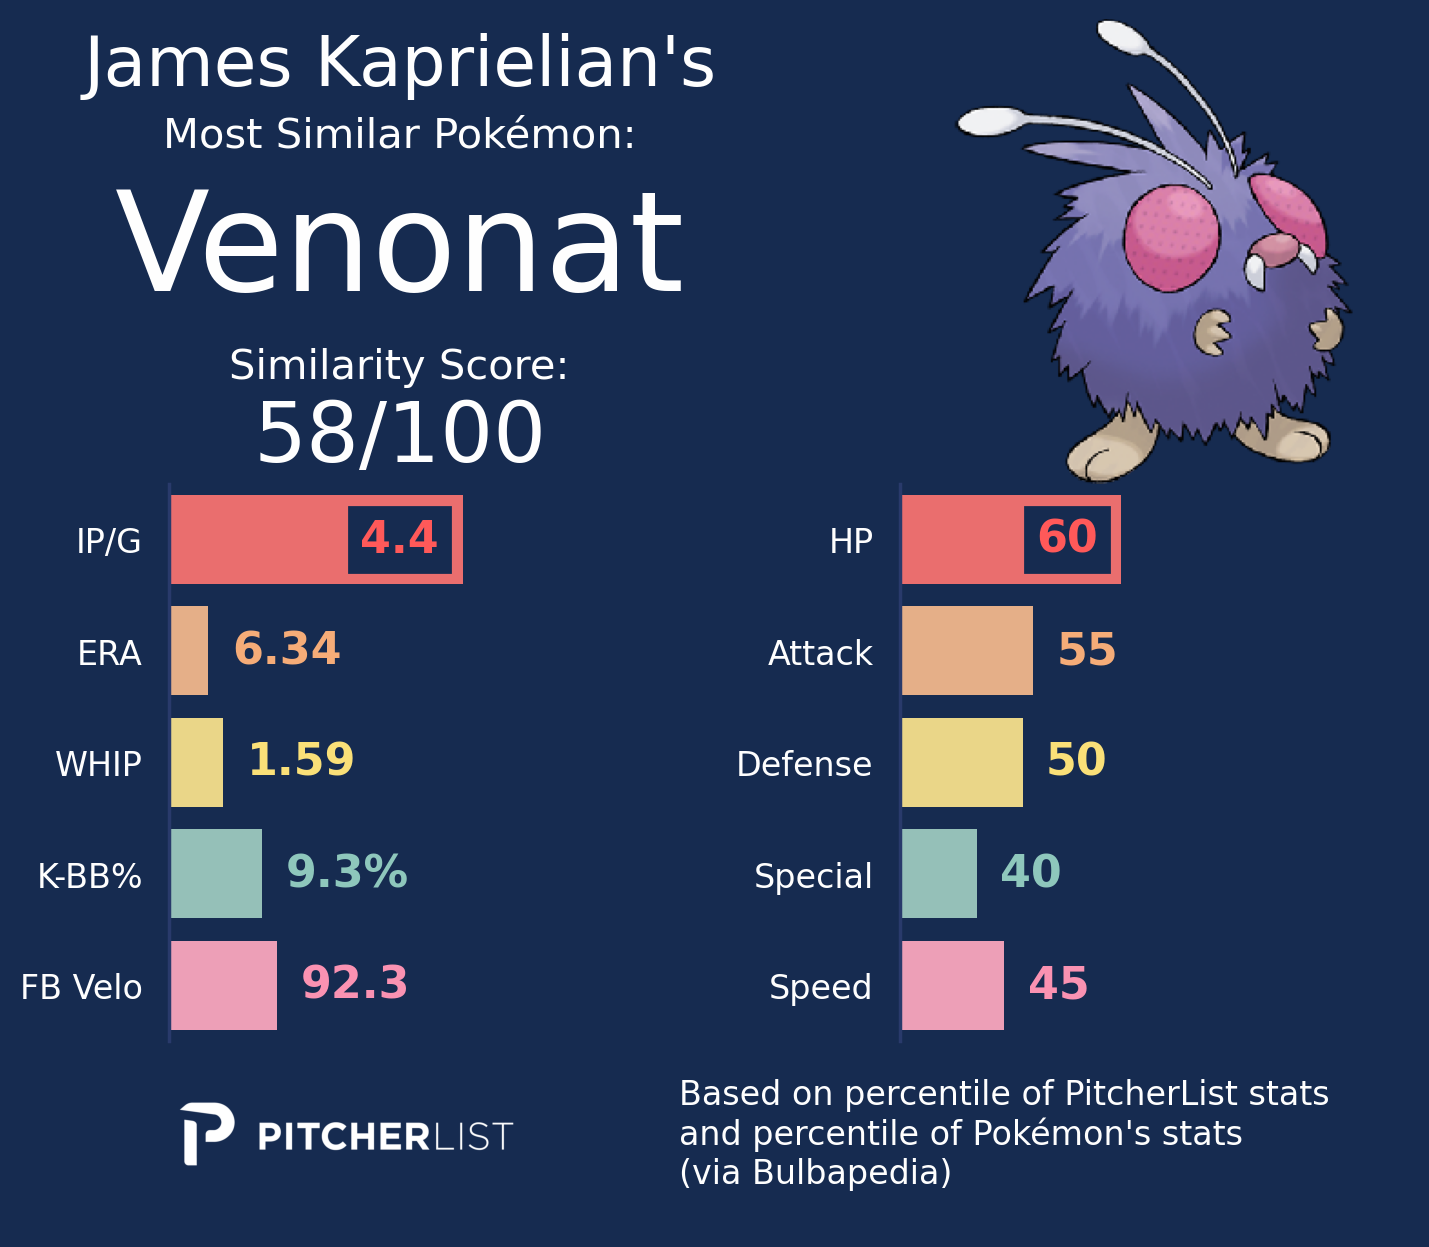 James Kaprielian's
Most Similar Pokémon:
Venonat
Similarity Score:
58/100
IP/G 4.4
ERA 6.34
WHIP 1.59
K-BB% 9.3%
FB Velo 92.3
HP 60
Attack 55
Defense 50
Special 40
Speed 45
PITCHERLIST
Based on percentile of PitcherList stats
and percentile of Pokémon's stats
(via Bulbapedia)